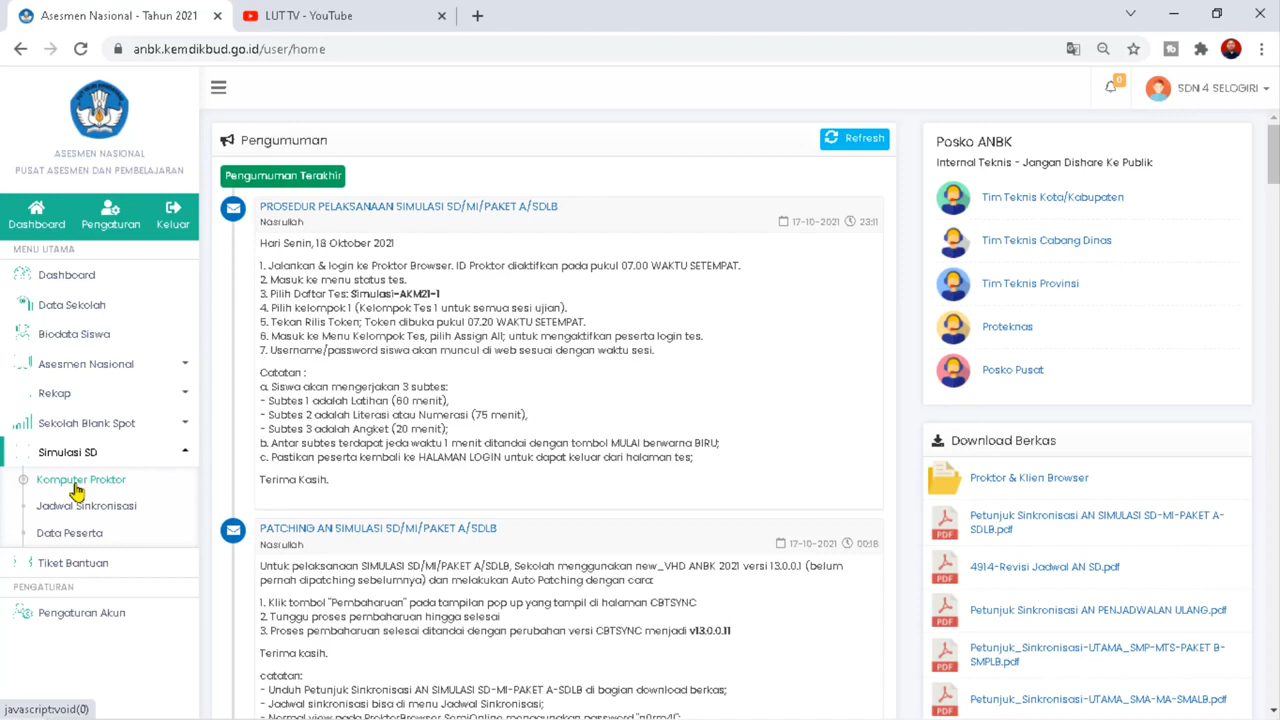 Asesmen Nasional - Tahun 2021
LUT TV - YouTube
anbk.kemdikbud.go.id/user/home
ASESMEN NASIONAL
PUSAT ASESMEN DAN PEMBELAJARAN
Dashboard
Pengaturan
Keluar
MENU UTAMA
Dashboard
Data Sekolah
Biodata Siswa
Asesmen Nasional
Rekap
Sekolah Blank Spot
Simulasi SD
Komputer Proktor
Jadwal Sinkronisasi
Data Peserta
Tiket Bantuan
PENGATURAN
Pengaturan Akun
javascript:void(0)
0
SDN 4 SELOGIRI
Pengumuman
Refresh
Pengumuman Terakhir
PROSEDUR PELAKSANAAN SIMULASI SD/MI/PAKET A/SDLB
Nasrullah
17-10-2021 23:11
Hari Senin, 18 Oktober 2021
1. Jalankan & login ke Proktor Browser. ID Proktor diaktifkan pada pukul 07.00 WAKTU SETEMPAT.
2. Masuk ke menu status tes.
3. Pilih Daftar Tes: Simulasi-AKM21-1
4. Pilih kelompok 1 (Kelompok Tes 1 untuk semua sesi ujian).
5. Tekan Rilis Token; Token dibuka pukul 07.20 WAKTU SETEMPAT.
6. Masuk ke Menu Kelompok Tes, pilih Assign All; untuk mengaktifkan peserta login tes.
7. Username/password siswa akan muncul di web sesuai dengan waktu sesi.
Catatan :
a. Siswa akan mengerjakan 3 subtes;
- Subtes 1 adalah Latihan (60 menit),
- Subtes 2 adalah Literasi atau Numerasi (75 menit),
- Subtes 3 adalah Angket (20 menit);
b. Antar subtes terdapat jeda waktu 1 menit ditandai dengan tombol MULAI berwarna BIRU;
c. Pastikan peserta kembali ke HALAMAN LOGIN untuk dapat keluar dari halaman tes;
Terima Kasih.
PATCHING AN SIMULASI SD/MI/PAKET A/SDLB
Nasrullah
17-10-2021 00:18
Untuk pelaksanaan SIMULASI SD/MI/PAKET A/SDLB, Sekolah menggunakan new_VHD ANBK 2021 versi 13.0.0.1 (belum
pernah dipatching sebelumnya) dan melakukan Auto Patching dengan cara:
1. Klik tombol "Pembaharuan" pada tampilan pop up yang tampil di halaman CBTSYNC
2. Tunggu proses pembaharuan hingga selesai
3. Proses pembaharuan selesai ditandai dengan perubahan versi CBTSYNC menjadi v13.0.0.11
Terima kasih.
catatan:
- Unduh Petunjuk Sinkronisasi AN SIMULASI SD-MI-PAKET A-SDLB di bagian download berkas;
- Jadwal sinkronisasi bisa di menu Jadwal Sinkronisasi;
- Normal view pada ProktorBrowser SemiOnline menggunakan password "n0rm4l";
Posko ANBK
Internal Teknis - Jangan Dishare Ke Publik
Tim Teknis Kota/Kabupaten
Tim Teknis Cabang Dinas
Tim Teknis Provinsi
Proteknas
Posko Pusat
Download Berkas
Proktor & Klien Browser
PDF
Petunjuk Sinkronisasi AN SIMULASI SD-MI-PAKET A-
SDLB.pdf
PDF
4914-Revisi Jadwal AN SD.pdf
PDF
Petunjuk Sinkronisasi AN PENJADWALAN ULANG.pdf
PDF
Petunjuk_Sinkronisasi-UTAMA_SMP-MTS-PAKET B-
SMPLB.pdf
PDF
Petunjuk_Sinkronisasi-UTAMA_SMA-MA-SMALB.pdf